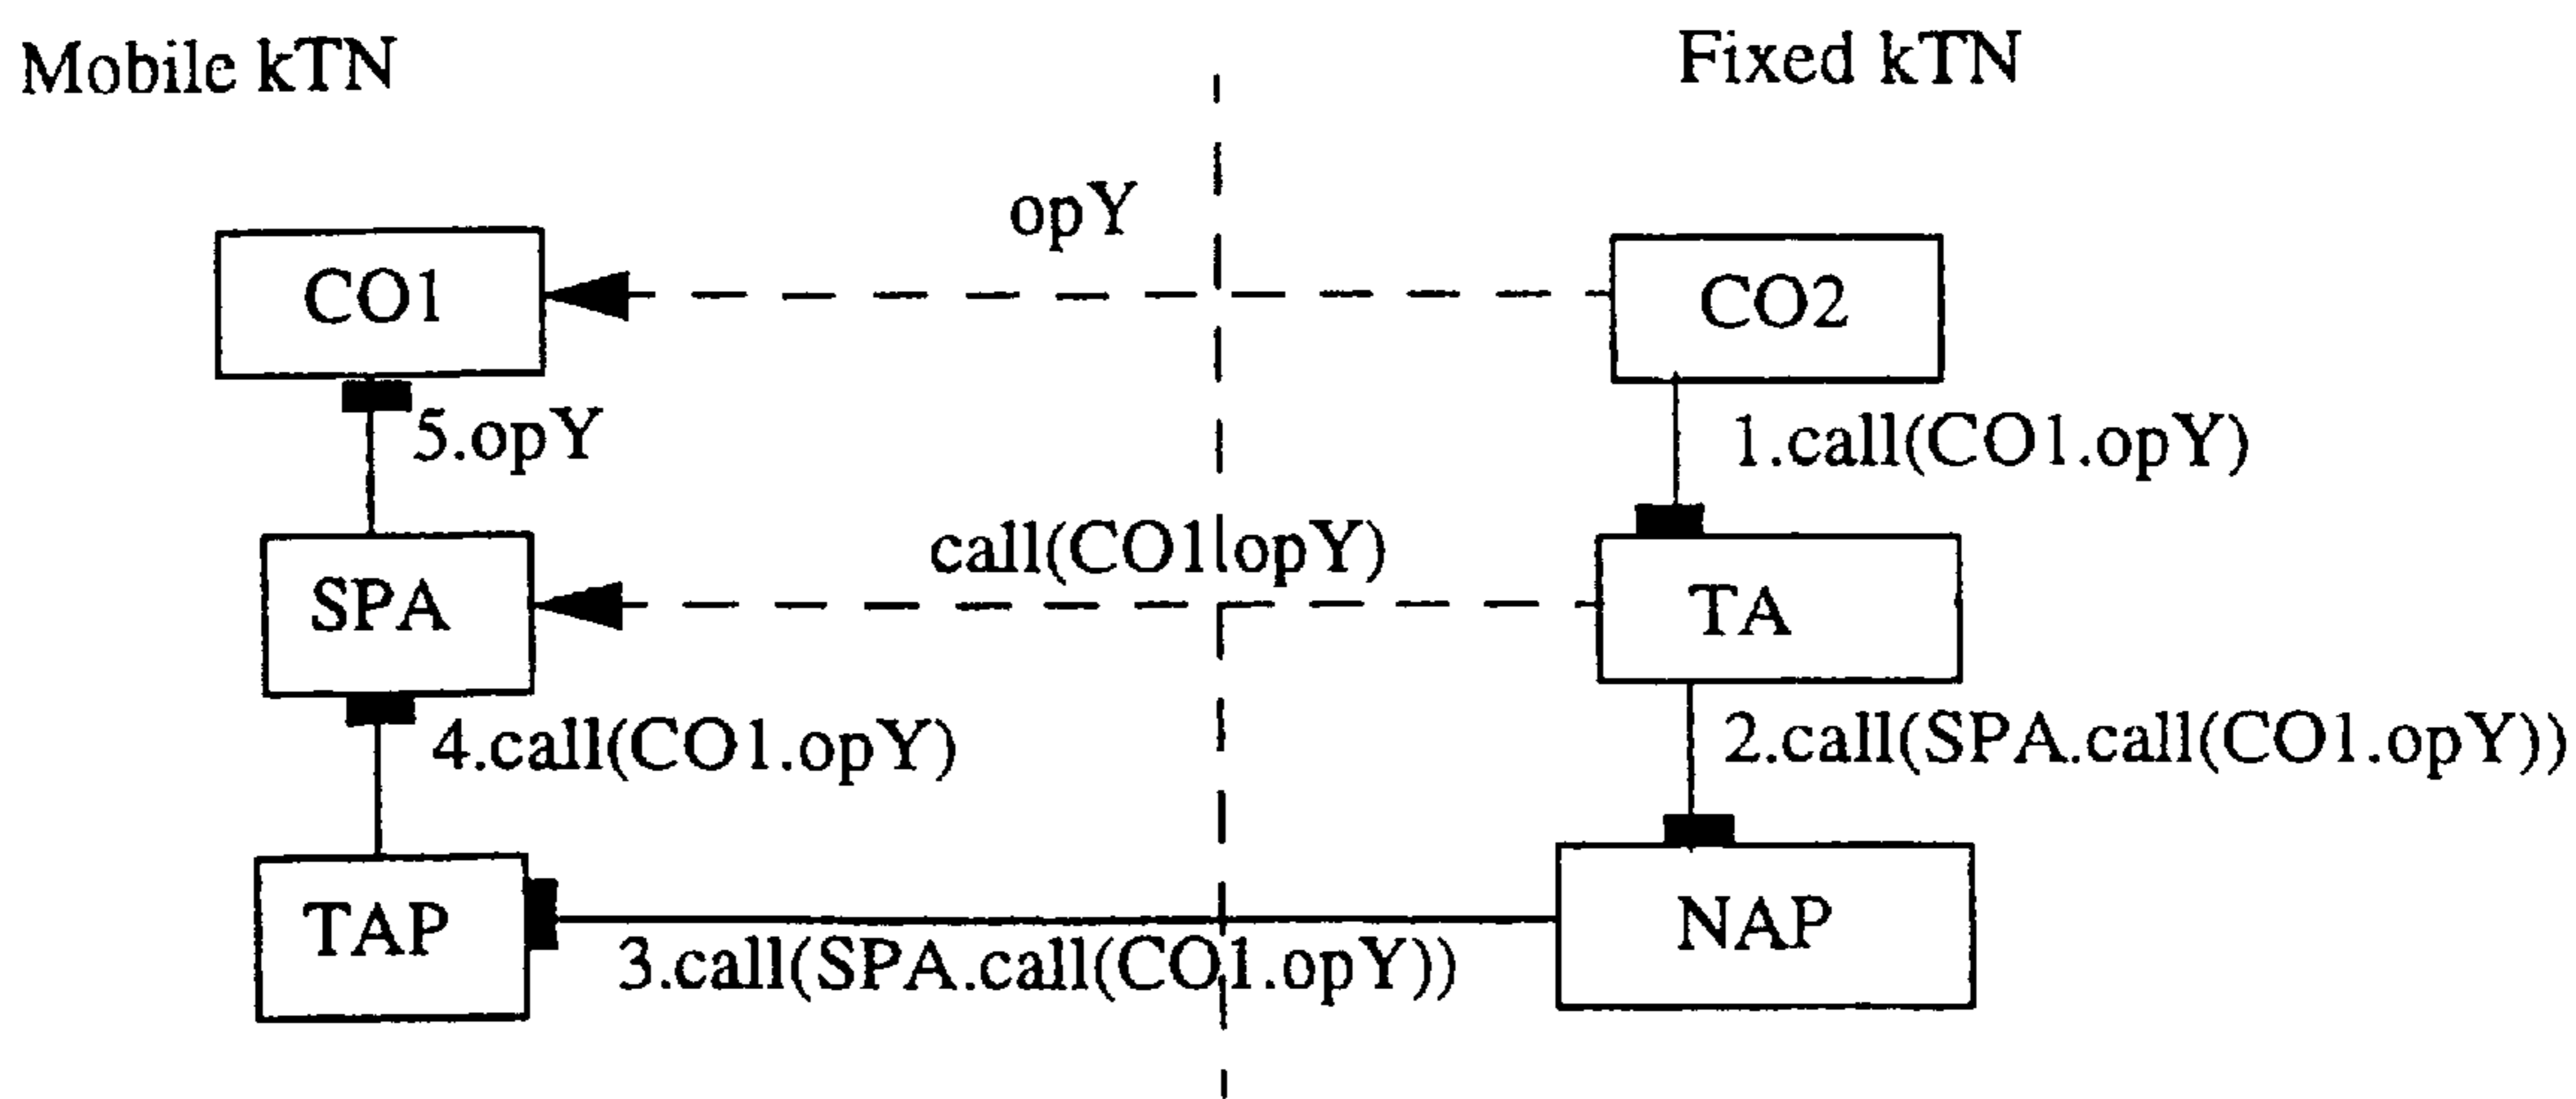 Mobile kTN
Fixed kTN
opY
CO1
CO2
5.opY
1.call(CO1.opY)
call(CO1.opY)
SPA
TA
4.call(CO1.opY)
2.call(SPA.call(CO1.opY))
TAP
NAP
3.call(SPA.call(CO1.opY))